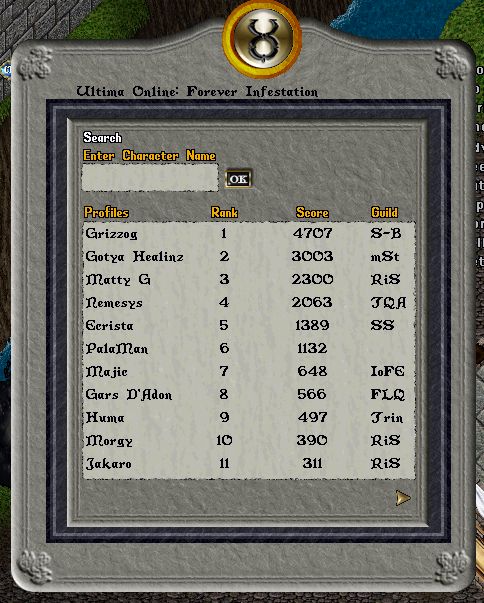 Ultima Online: Forever Infestation
Search
Enter Character Name
OK
Profiles Rank Score Guild
Grizzog 1 4707 S-B
Gotya Healinz 2 3003 mSt
Matty G 3 2300 RiS
Nemesys 4 2063 TQA
Ecrista 5 1389 SS
PalaMan 6 1132
Majic 7 648 IoFE
Gars D'Adon 8 566 FLQ
Huma 9 497 Trin
Morgy 10 390 RiS
Jakaro 11 311 RiS